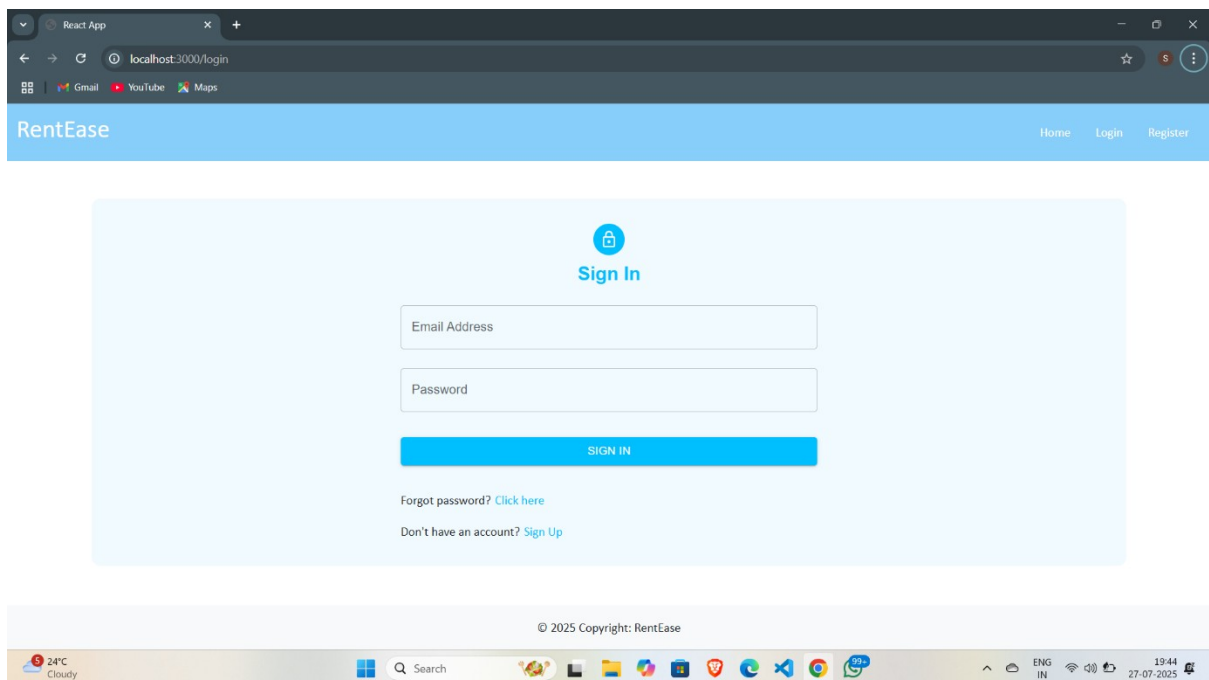 React App
localhost:3000/login
S
Gmail YouTube Maps
RentEase
Home Login Register
Sign In
Email Address
Password
SIGN IN
Forgot password? Click here
Don't have an account? Sign Up
© 2025 Copyright: RentEase
5 24°C
Cloudy
Search
99+
ENG
IN
19:44
27-07-2025